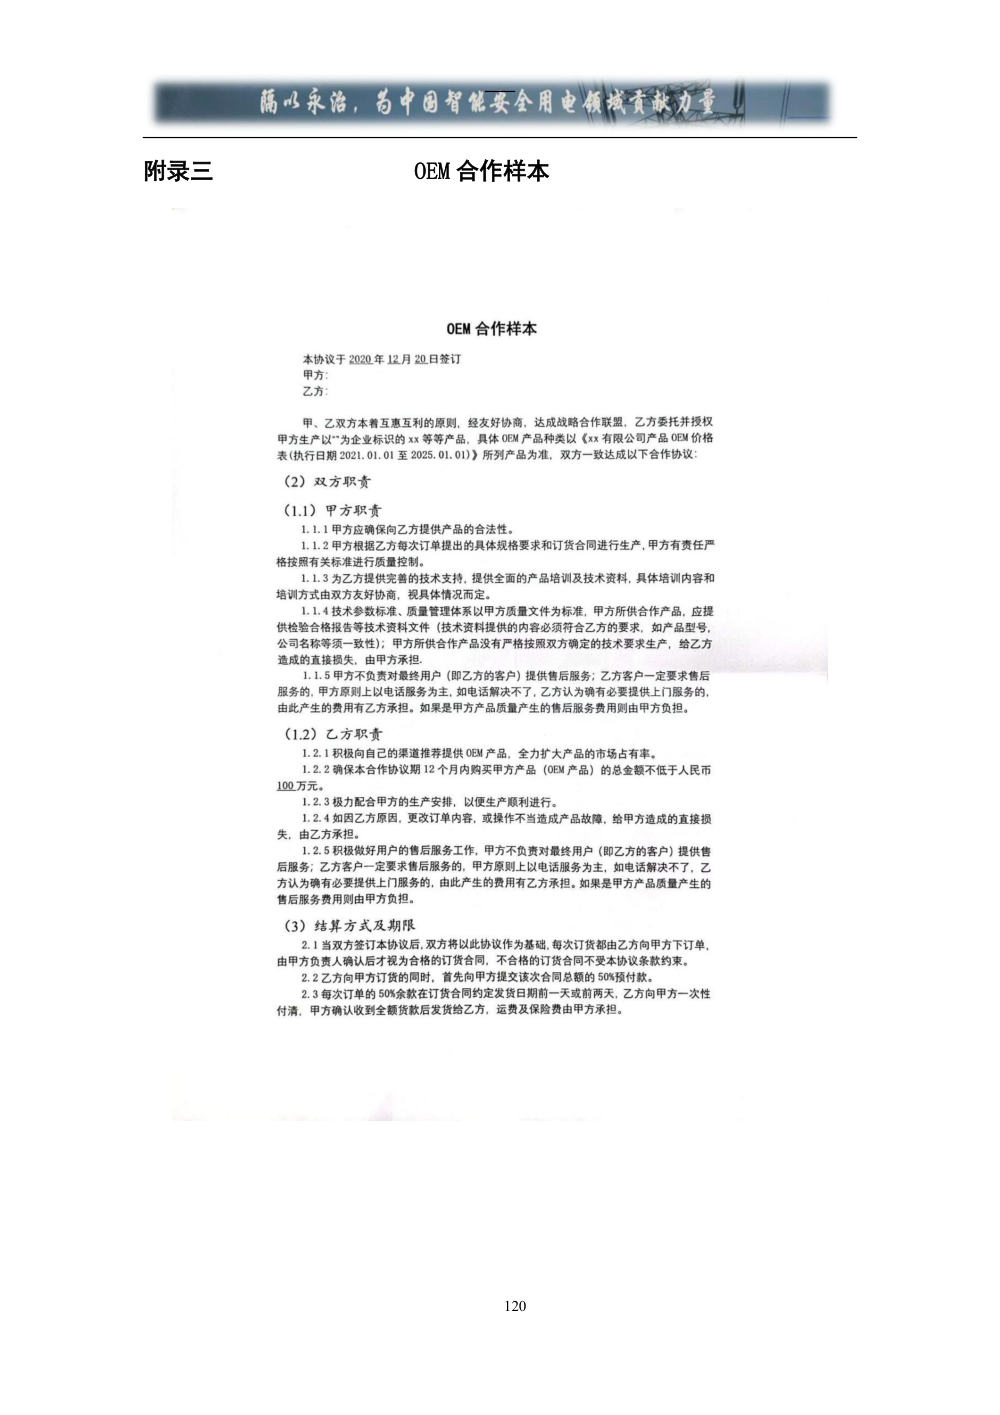 隔以永治，为中国智能安全用电领域贡献力量
附录三 OEM 合作样本
OEM 合作样本
本协议于 2020 年 12 月 20 日签订
甲方：
乙方：
甲、乙双方本着互惠互利的原则，经友好协商，达成战略合作联盟，乙方委托并授权
甲方生产以""为企业标识的 xx 等等产品，具体 OEM 产品种类以《xx 有限公司产品 OEM 价格
表(执行日期 2021.01.01 至 2025.01.01)》所列产品为准，双方一致达成以下合作协议：
（2）双方职责
（1.1）甲方职责
1.1.1 甲方应确保向乙方提供产品的合法性。
1.1.2 甲方根据乙方每次订单提出的具体规格要求和订货合同进行生产，甲方有责任严
格按照有关标准进行质量控制。
1.1.3 为乙方提供完善的技术支持，提供全面的产品培训及技术资料，具体培训内容和
培训方式由双方友好协商，视具体情况而定。
1.1.4 技术参数标准、质量管理体系以甲方质量文件为标准，甲方所供合作产品，应提
供检验合格报告等技术资料文件（技术资料提供的内容必须符合乙方的要求，如产品型号，
公司名称等须一致性）；甲方所供合作产品没有严格按照双方确定的技术要求生产，给乙方
造成的直接损失，由甲方承担.
1.1.5 甲方不负责对最终用户（即乙方的客户）提供售后服务；乙方客户一定要求售后
服务的，甲方原则上以电话服务为主，如电话解决不了，乙方认为确有必要提供上门服务的，
由此产生的费用有乙方承担。如果是甲方产品质量产生的售后服务费用则由甲方负担。
（1.2）乙方职责
1.2.1 积极向自己的渠道推荐提供 OEM 产品，全力扩大产品的市场占有率。
1.2.2 确保本合作协议期 12 个月内购买甲方产品（OEM 产品）的总金额不低于人民币
100 万元。
1.2.3 极力配合甲方的生产安排，以便生产顺利进行。
1.2.4 如因乙方原因，更改订单内容，或操作不当造成产品故障，给甲方造成的直接损
失，由乙方承担。
1.2.5 积极做好用户的售后服务工作，甲方不负责对最终用户（即乙方的客户）提供售
后服务；乙方客户一定要求售后服务的，甲方原则上以电话服务为主，如电话解决不了，乙
方认为确有必要提供上门服务的，由此产生的费用有乙方承担。如果是甲方产品质量产生的
售后服务费用则由甲方负担。
（3）结算方式及期限
2.1 当双方签订本协议后，双方将以此协议作为基础，每次订货都由乙方向甲方下订单，
由甲方负责人确认后才视为合格的订货合同，不合格的订货合同不受本协议条款约束。
2.2 乙方向甲方订货的同时，首先向甲方提交该次合同总额的 50%预付款。
2.3 每次订单的 50%余款在订货合同约定发货日期前一天或前两天，乙方向甲方一次性
付清，甲方确认收到全额货款后发货给乙方，运费及保险费由甲方承担。
120